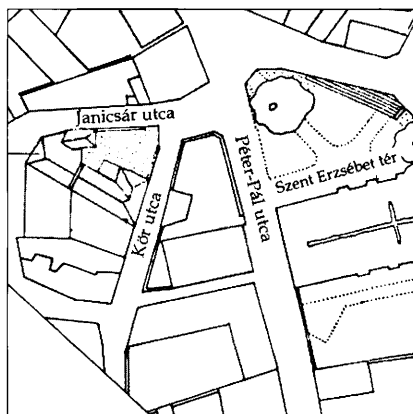 Janicsár utca
Péter-Pál utca
Szent Erzsébet tér
Kör utca